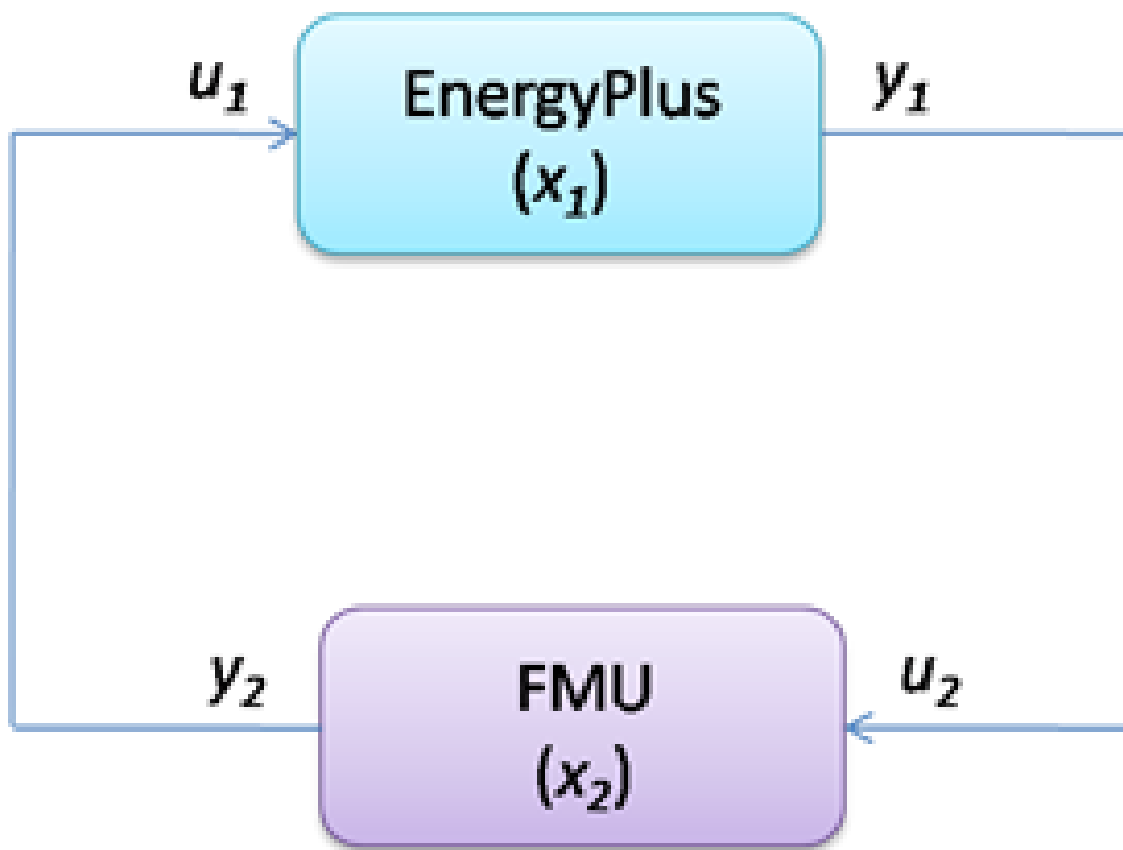 u₁
EnergyPlus
(x₁)
y₁
y₂
FMU
(x₂)
u₂